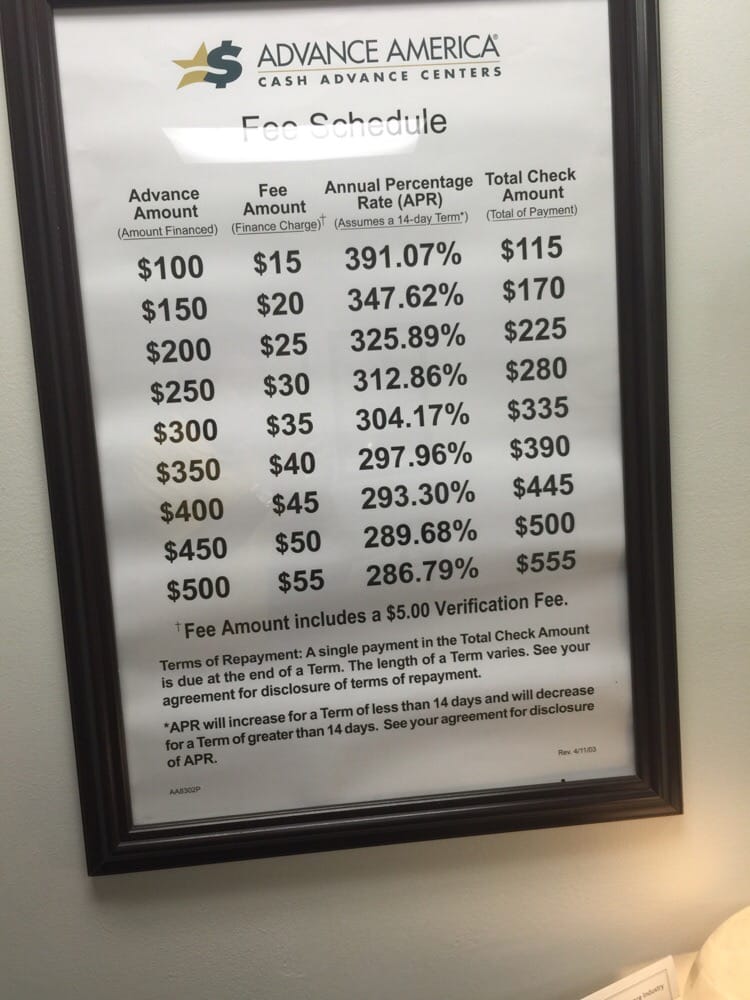 $ ADVANCE AMERICA®
CASH ADVANCE CENTERS
Fee Schedule
Advance Amount (Amount Financed) Fee Amount (Finance Charge)† Annual Percentage Rate (APR) (Assumes a 14-day Term*) Total Check Amount (Total of Payment)
$100 $15 391.07% $115
$150 $20 347.62% $170
$200 $25 325.89% $225
$250 $30 312.86% $280
$300 $35 304.17% $335
$350 $40 297.96% $390
$400 $45 293.30% $445
$450 $50 289.68% $500
$500 $55 286.79% $555
†Fee Amount includes a $5.00 Verification Fee.
Terms of Repayment: A single payment in the Total Check Amount
is due at the end of a Term. The length of a Term varies. See your
agreement for disclosure of terms of repayment.
*APR will increase for a Term of less than 14 days and will decrease
for a Term of greater than 14 days. See your agreement for disclosure
of APR.
Rev. 4/11/03
AA8302P
Industry